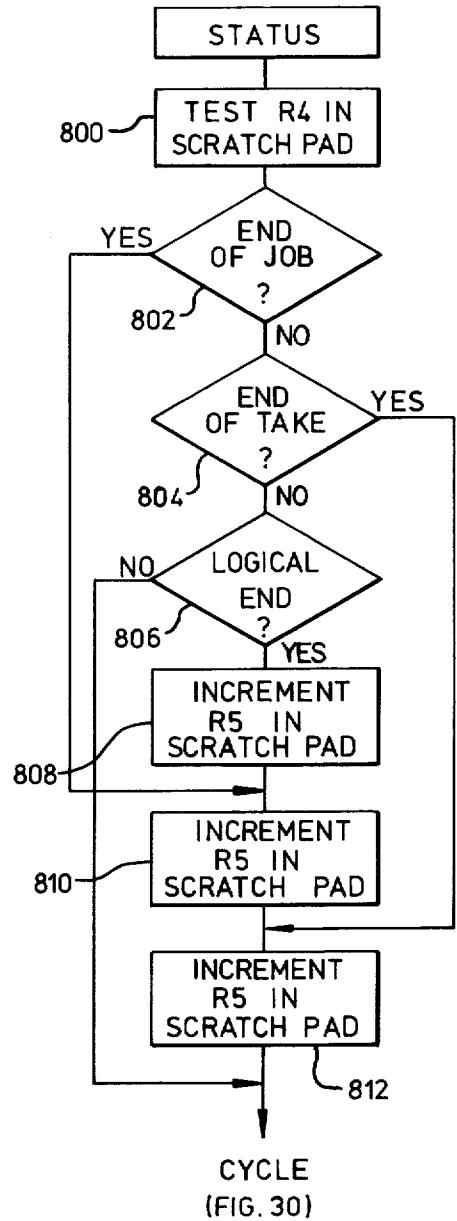 STATUS
800
TEST R4 IN
SCRATCH PAD
YES
END
OF JOB
?
802
NO
END
OF TAKE
?
YES
804
NO
NO
LOGICAL
END
?
806
YES
INCREMENT
R5 IN
SCRATCH PAD
808
INCREMENT
R5 IN
SCRATCH PAD
810
INCREMENT
R5 IN
SCRATCH PAD
812
CYCLE
(FIG. 30)